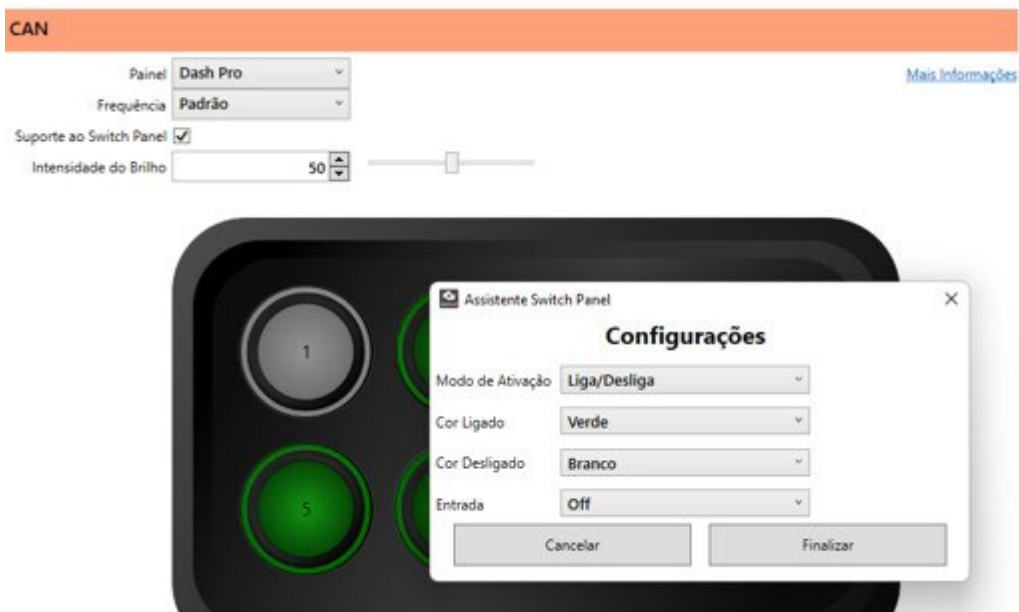 CAN
Painel Dash Pro
Mais Informações
Frequência Padrão
Suporte ao Switch Panel
Intensidade do Brilho 50
1
5
Assistente Switch Panel
Configurações
Modo de Ativação Liga/Desliga
Cor Ligado Verde
Cor Desligado Branco
Entrada Off
Cancelar Finalizar